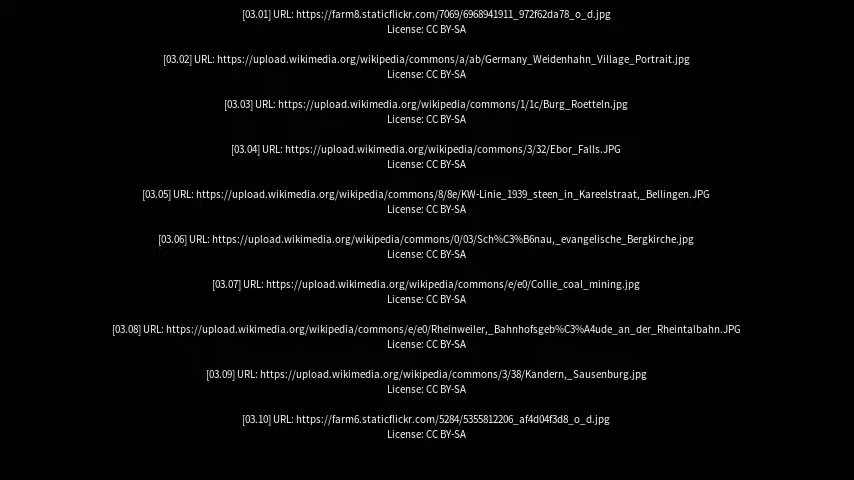 [03.01] URL: https://farm8.staticflickr.com/7069/6968941911_972f62da78_o_d.jpg
License: CC BY-SA
[03.02] URL: https://upload.wikimedia.org/wikipedia/commons/a/ab/Germany_Weidenhahn_Village_Portrait.jpg
License: CC BY-SA
[03.03] URL: https://upload.wikimedia.org/wikipedia/commons/1/1c/Burg_Roetteln.jpg
License: CC BY-SA
[03.04] URL: https://upload.wikimedia.org/wikipedia/commons/3/32/Ebor_Falls.JPG
License: CC BY-SA
[03.05] URL: https://upload.wikimedia.org/wikipedia/commons/8/8e/KW-Linie_1939_steen_in_Kareelstraat,_Bellingen.JPG
License: CC BY-SA
[03.06] URL: https://upload.wikimedia.org/wikipedia/commons/0/03/Sch%C3%B6nau,_evangelische_Bergkirche.jpg
License: CC BY-SA
[03.07] URL: https://upload.wikimedia.org/wikipedia/commons/e/e0/Collie_coal_mining.jpg
License: CC BY-SA
[03.08] URL: https://upload.wikimedia.org/wikipedia/commons/e/e0/Rheinweiler,_Bahnhofsgeb%C3%A4ude_an_der_Rheintalbahn.JPG
License: CC BY-SA
[03.09] URL: https://upload.wikimedia.org/wikipedia/commons/3/38/Kandern,_Sausenburg.jpg
License: CC BY-SA
[03.10] URL: https://farm6.staticflickr.com/5284/5355812206_af4d04f3d8_o_d.jpg
License: CC BY-SA